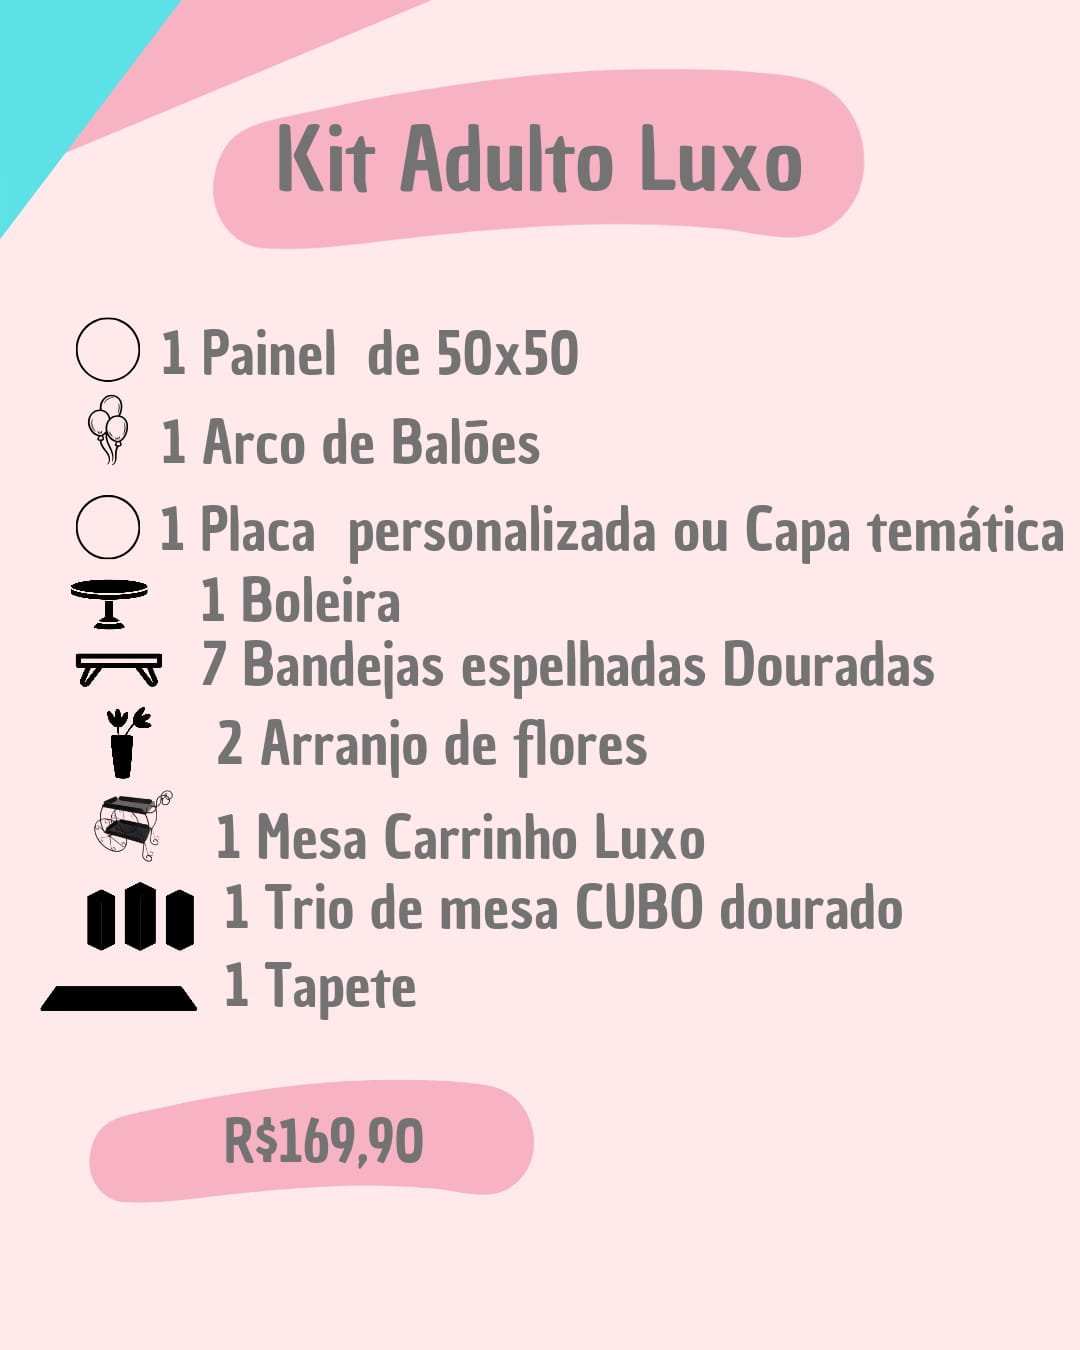 Kit Adulto Luxo
1 Painel de 50x50
1 Arco de Balões
1 Placa personalizada ou Capa temática
1 Boleira
7 Bandejas espelhadas Douradas
2 Arranjo de flores
1 Mesa Carrinho Luxo
1 Trio de mesa CUBO dourado
1 Tapete
R$169,90